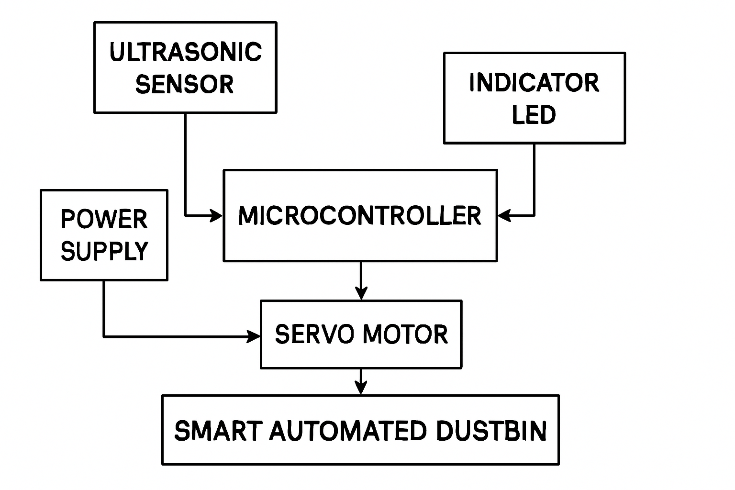 ULTRASONIC
SENSOR
INDICATOR
LED
POWER
SUPPLY
MICROCONTROLLER
SERVO MOTOR
SMART AUTOMATED DUSTBIN